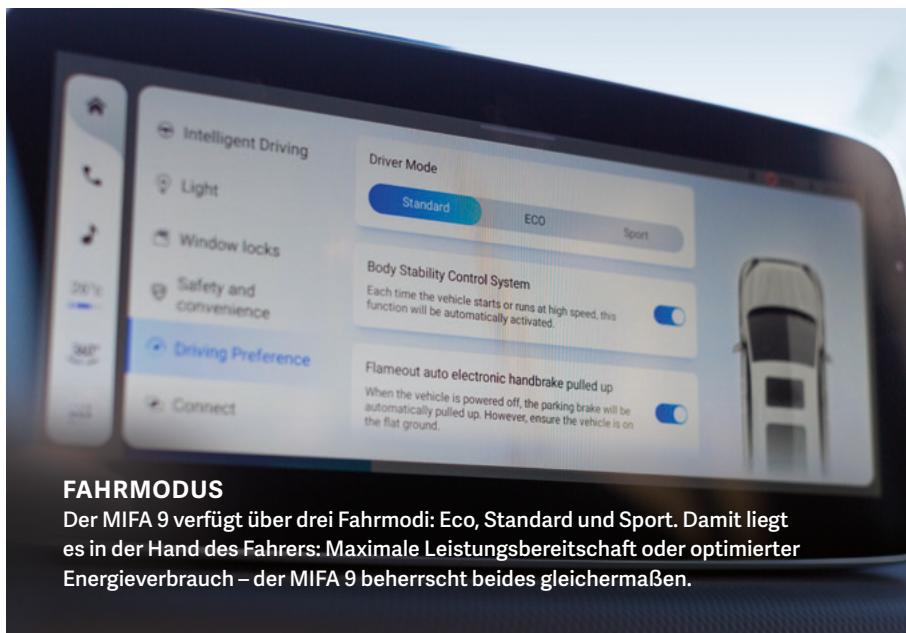 Intelligent Driving
Light
Window locks
Safety and
convenience
Driving Preference
Connect
Driver Mode
Standard
ECO
Sport
Body Stability Control System
Each time the vehicle starts or runs at high speed, this
function will be automatically activated.
Flameout auto electronic handbrake pulled up
When the vehicle is powered off, the parking brake will be
automatically pulled up. However, ensure the vehicle is on
the flat ground.
FAHRMODUS
Der MIFA 9 verfügt über drei Fahrmodi: Eco, Standard und Sport. Damit liegt
es in der Hand des Fahrers: Maximale Leistungsbereitschaft oder optimierter
Energieverbrauch – der MIFA 9 beherrscht beides gleichermaßen.